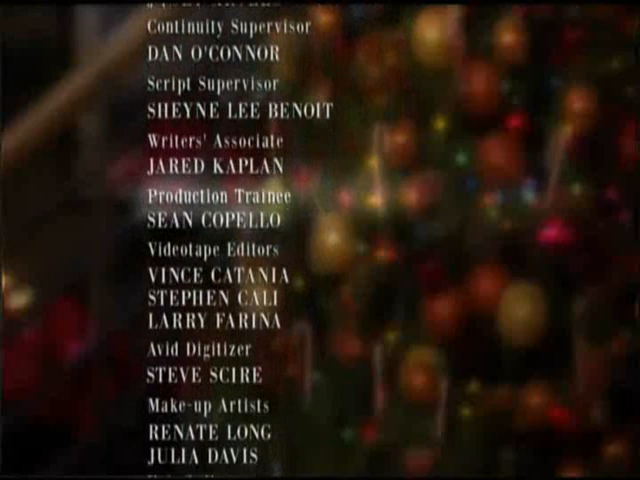 Continuity Supervisor
DAN O'CONNOR
Script Supervisor
SHEYNE LEE BENOIT
Writers' Associate
JARED KAPLAN
Production Trainee
SEAN COPELLO
Videotape Editors
VINCE CATANIA
STEPHEN CALI
LARRY FARINA
Avid Digitizer
STEVE SCIRE
Make-up Artists
RENATE LONG
JULIA DAVIS